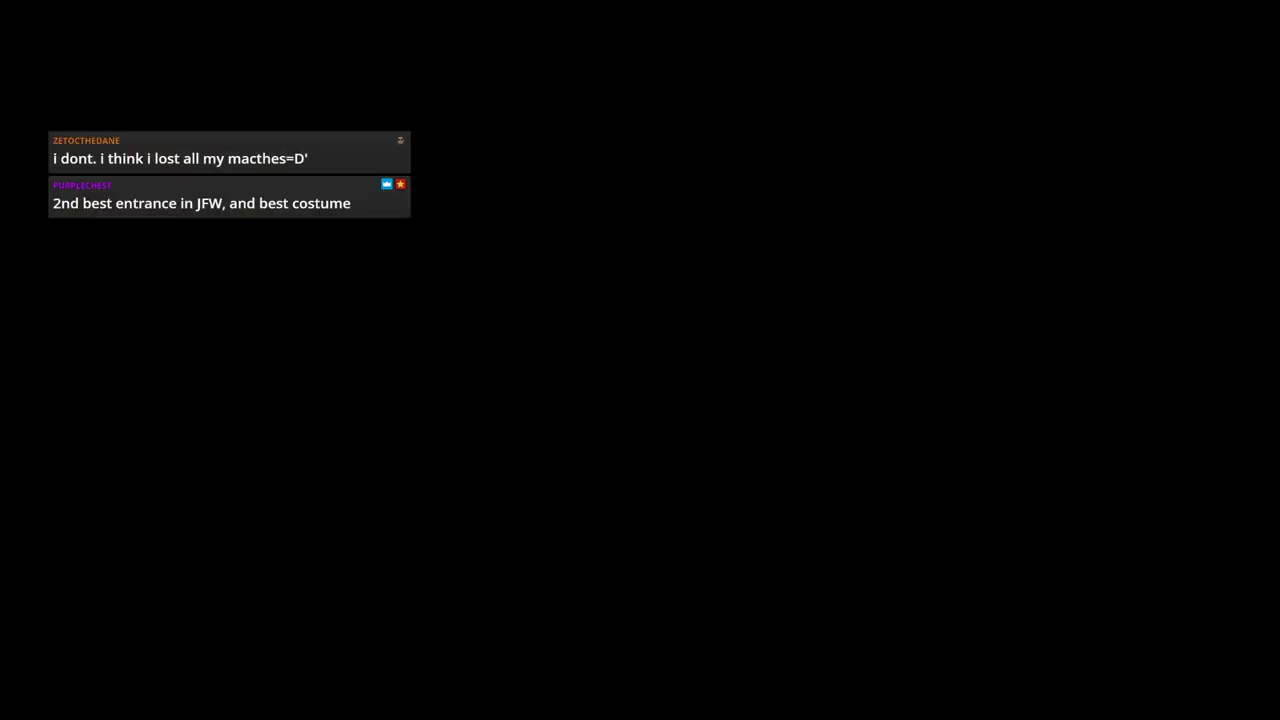 ZETOCTHEDANE
i dont. i think i lost all my macthes=D'
PURPLECHEST
2nd best entrance in JFW, and best costume